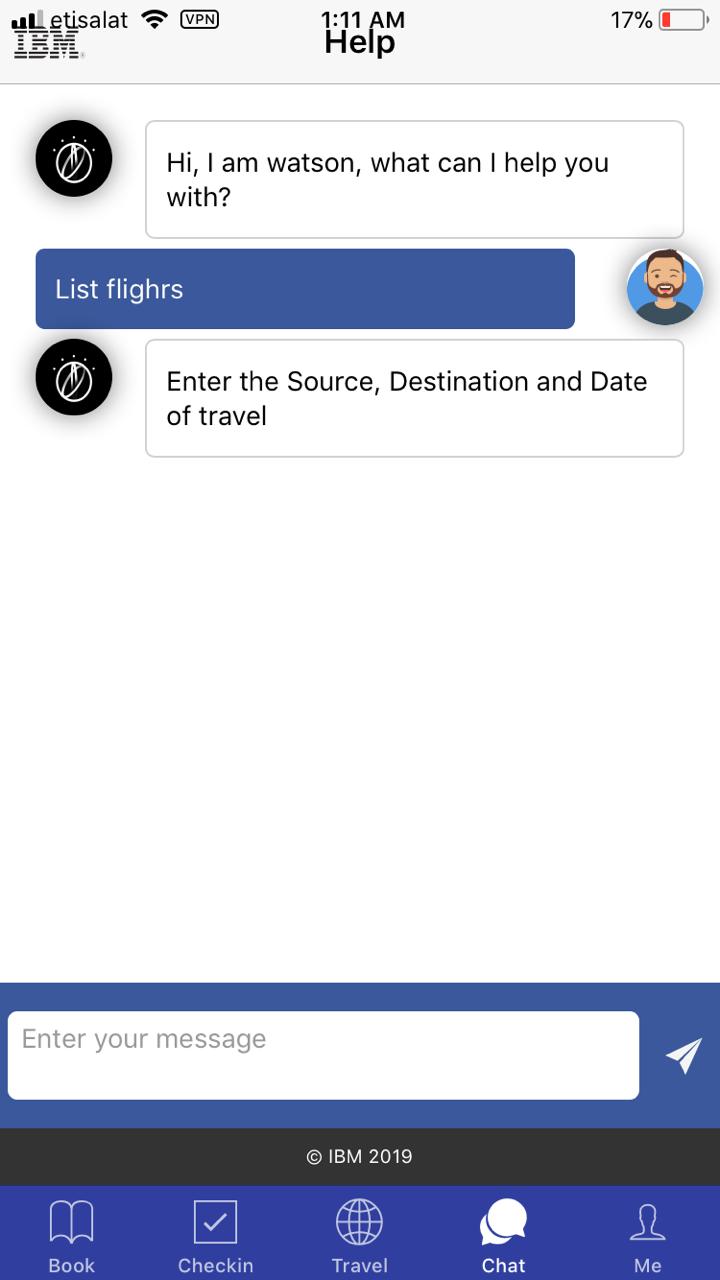 etisalat VPN 1:11 AM 17%
IBM Help
Hi, I am watson, what can I help you
with?
List flighrs
Enter the Source, Destination and Date
of travel
Enter your message
© IBM 2019
Book Checkin Travel Chat Me